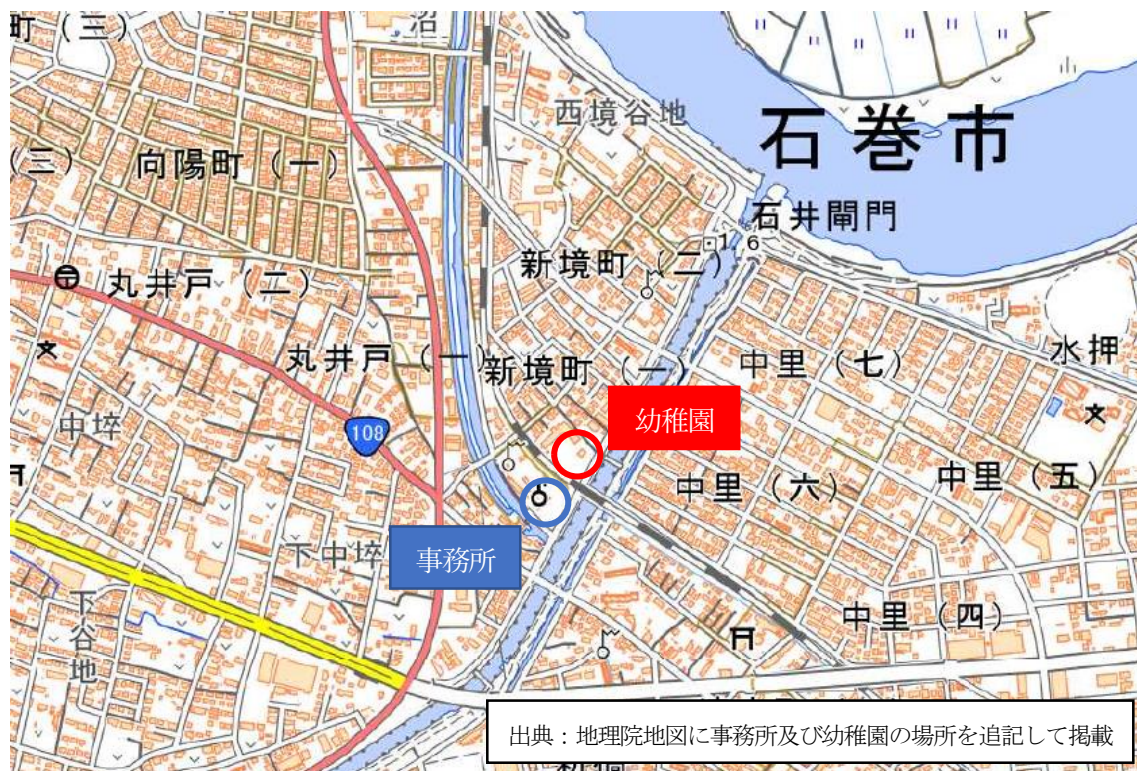 町（三）
沼
西境谷地
石巻市
（三）
向陽町（一）
石井閘門
1.6
新境町（二）
丸井戸（二）
丸井戸（一）
新境町（一）
中里（七）
水押
幼稚園
中埣
108
中里（六）
中里（五）
事務所
下中埣
下谷地
中里（四）
出典：地理院地図に事務所及び幼稚園の場所を追記して掲載